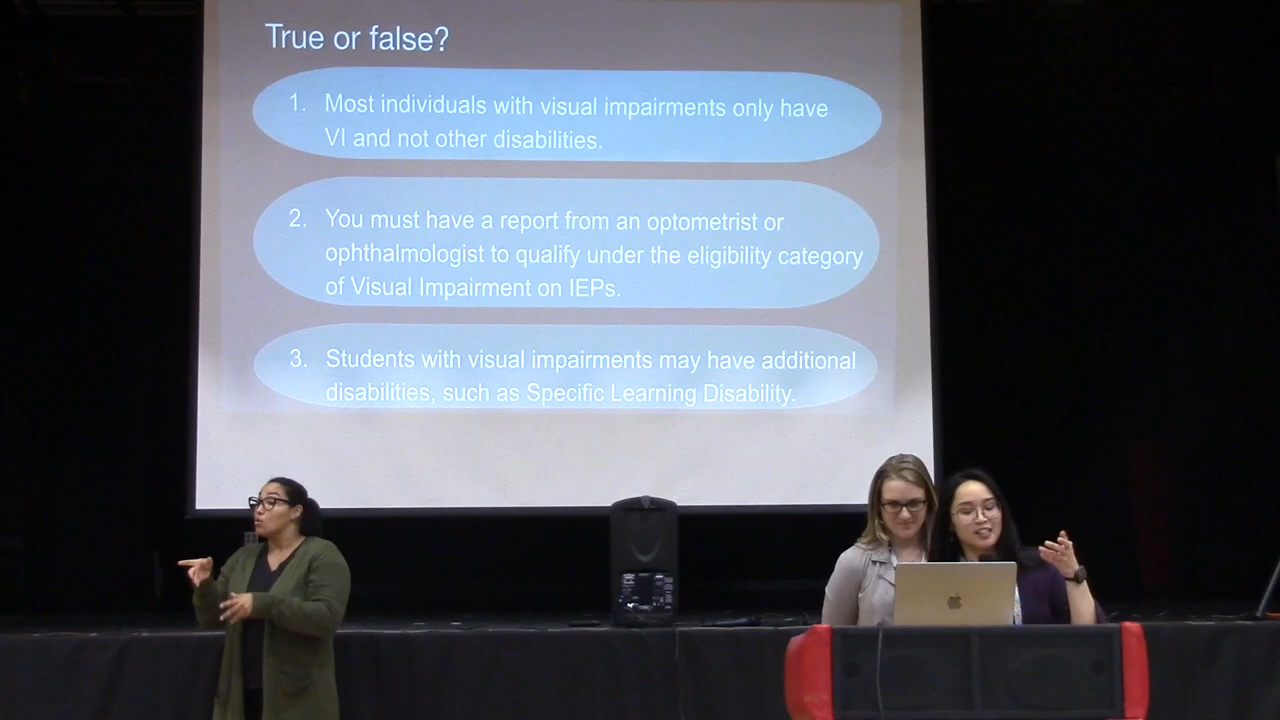 True or false?
1. Most individuals with visual impairments only have
VI and not other disabilities.
2. You must have a report from an optometrist or
ophthalmologist to qualify under the eligibility category
of Visual Impairment on IEPs.
3. Students with visual impairments may have additional
disabilities, such as Specific Learning Disability.